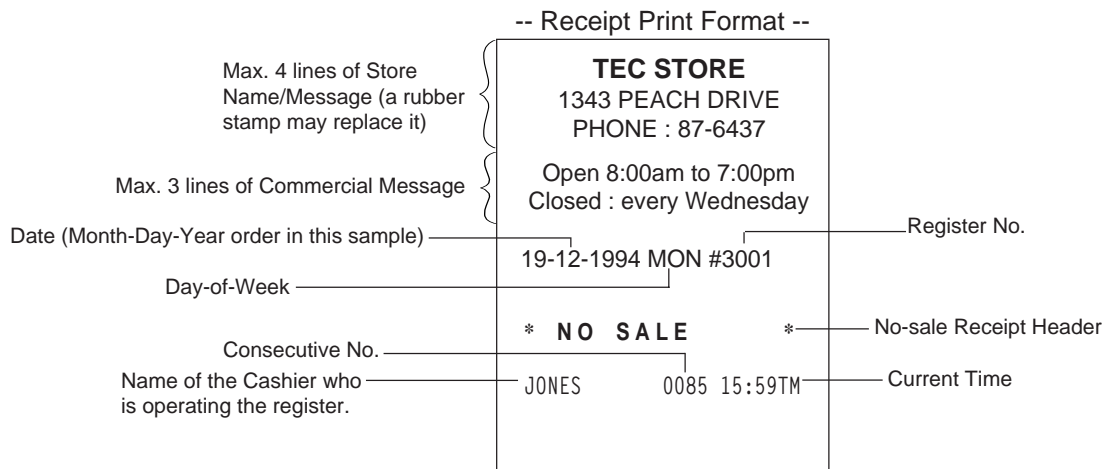 -- Receipt Print Format --
Max. 4 lines of Store
Name/Message (a rubber
stamp may replace it)
TEC STORE
1343 PEACH DRIVE
PHONE : 87-6437
Max. 3 lines of Commercial Message
Open 8:00am to 7:00pm
Closed : every Wednesday
Date (Month-Day-Year order in this sample)
Register No.
19-12-1994 MON #3001
Day-of-Week
* NO SALE *
No-sale Receipt Header
Consecutive No.
Name of the Cashier who
is operating the register.
JONES 0085 15:59TM
Current Time